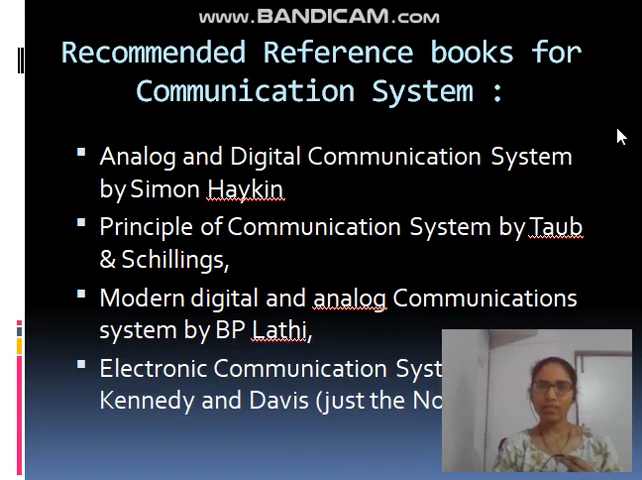 www.BANDICAM.com
Recommended Reference books for
Communication System :
Analog and Digital Communication System
by Simon Haykin
Principle of Communication System by Taub
& Schillings,
Modern digital and analog Communications
system by BP Lathi,
Electronic Communication Syst
Kennedy and Davis (just the No